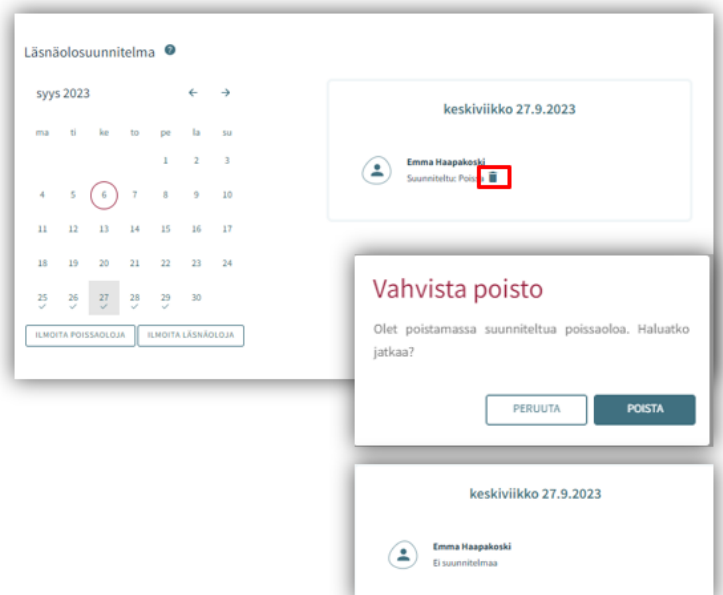 Läsnäolosuunnitelma ?
syys 2023 ← →
ma ti ke to pe la su
1 2 3
4 5 6 7 8 9 10
11 12 13 14 15 16 17
18 19 20 21 22 23 24
25 26 27 28 29 30
ILMOITA POISSAOLOJA ILMOITA LÄSNÄOLOJA
keskiviikko 27.9.2023
Emma Haapakoski
Suunniteltu: Poissa
Vahvista poisto
Olet poistamassa suunniteltua poissaoloa. Haluatko
jatkaa?
PERUUTA POISTA
keskiviikko 27.9.2023
Emma Haapakoski
Ei suunnitelmaa